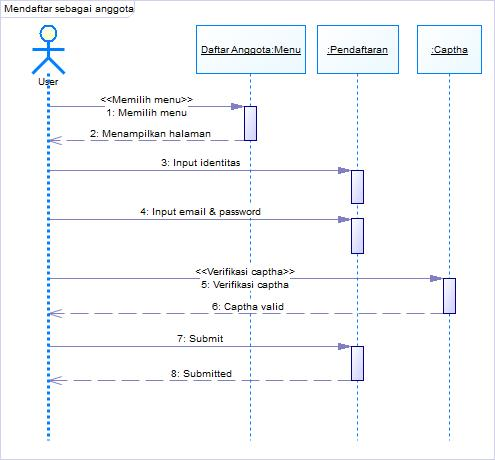 Mendaftar sebagai anggota
Daftar Anggota:Menu
:Pendaftaran
:Captha
User
<<Memilih menu>>
1: Memilih menu
2: Menampilkan halaman
3: Input identitas
4: Input email & password
<<Verifikasi captha>>
5: Verifikasi captha
6: Captha valid
7: Submit
8: Submitted